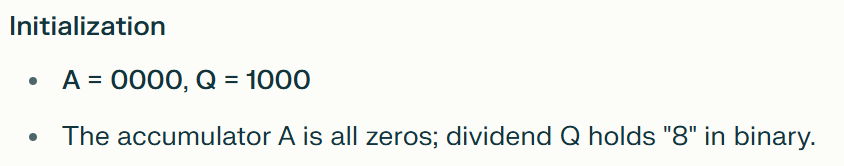 Initialization
• A = 0000, Q = 1000
• The accumulator A is all zeros; dividend Q holds "8" in binary.